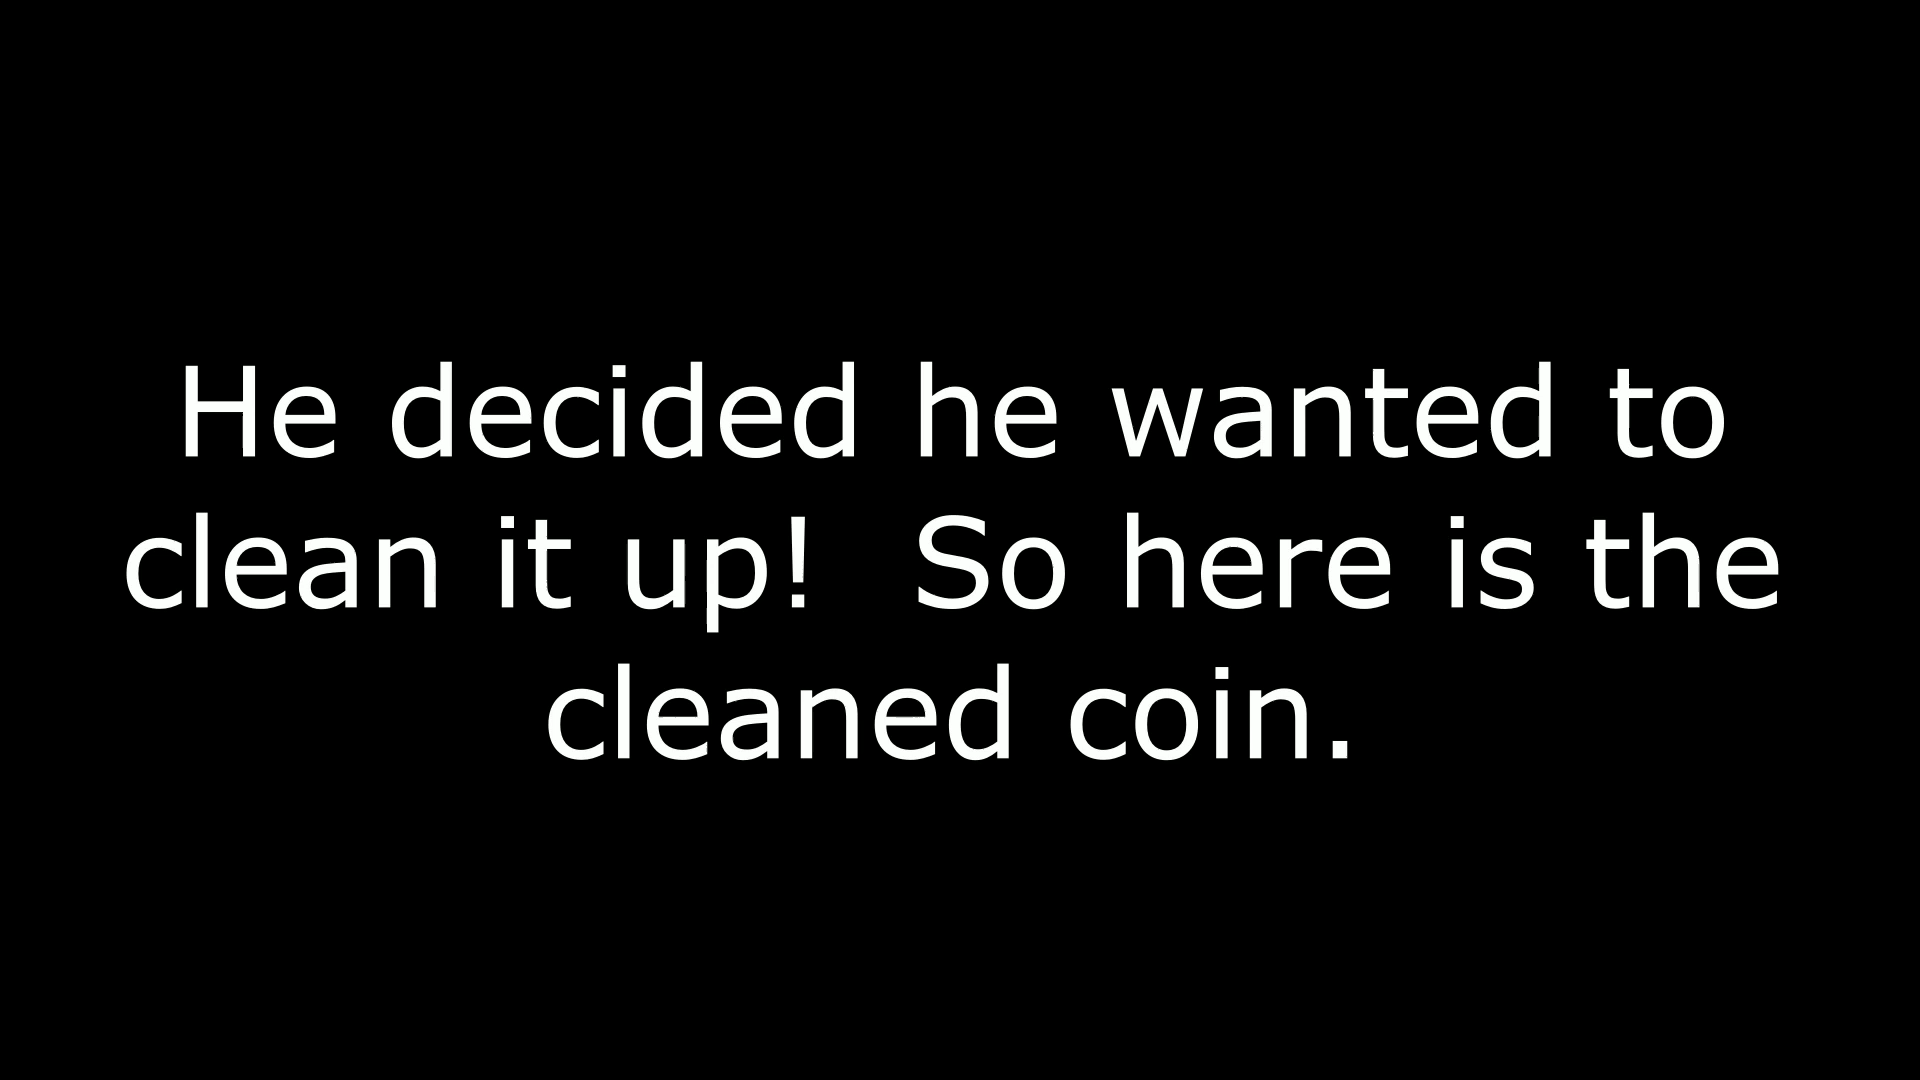 He decided he wanted to
clean it up!  So here is the
cleaned coin.